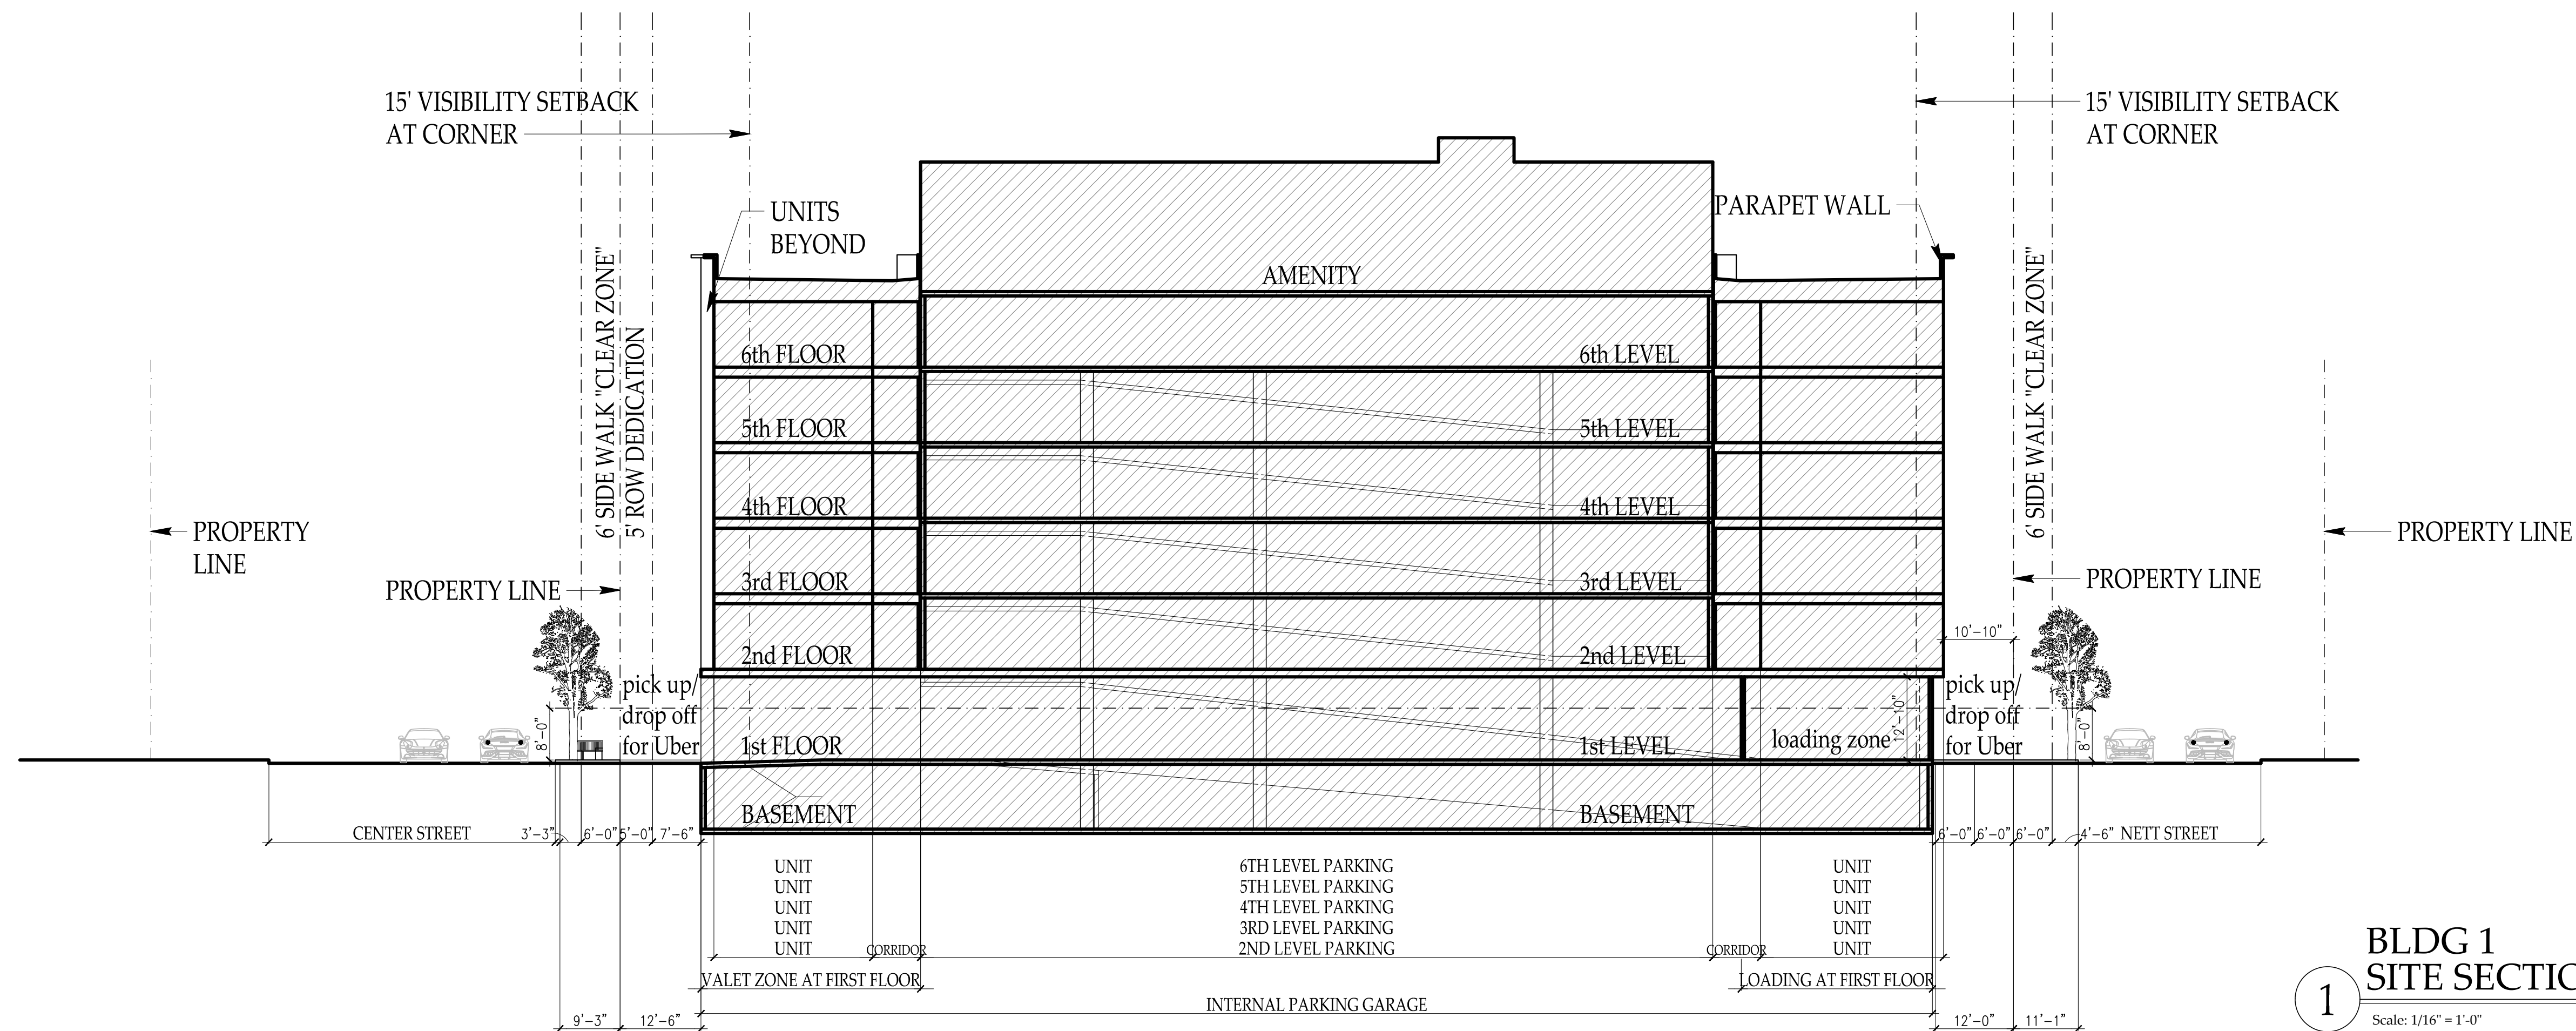 15' VISIBILITY SETBACK
AT CORNER
15' VISIBILITY SETBACK
AT CORNER
UNITS
BEYOND
PARAPET WALL
6' SIDE WALK "CLEAR ZONE"
5' ROW DEDICATION
6' SIDE WALK "CLEAR ZONE"
AMENITY
6th FLOOR
6th LEVEL
5th FLOOR
5th LEVEL
4th FLOOR
4th LEVEL
PROPERTY
LINE
PROPERTY LINE
3rd FLOOR
3rd LEVEL
PROPERTY LINE
PROPERTY LINE
2nd FLOOR
2nd LEVEL
10'-10"
pick up/
drop off
for Uber
8'-0"
1st FLOOR
1st LEVEL
loading zone
12'-10"
pick up/
drop off
for Uber
8'-0"
BASEMENT
BASEMENT
CENTER STREET
3'-3"
6'-0"
5'-0"
7'-6"
6'-0"
6'-0"
6'-0"
4'-6"
NETT STREET
UNIT
6TH LEVEL PARKING
UNIT
UNIT
5TH LEVEL PARKING
UNIT
UNIT
4TH LEVEL PARKING
UNIT
UNIT
3RD LEVEL PARKING
UNIT
UNIT
CORRIDOR
2ND LEVEL PARKING
CORRIDOR
UNIT
VALET ZONE AT FIRST FLOOR
LOADING AT FIRST FLOOR
INTERNAL PARKING GARAGE
9'-3"
12'-6"
12'-0"
11'-1"
1
BLDG 1
SITE SECTIO
Scale: 1/16" = 1'-0"